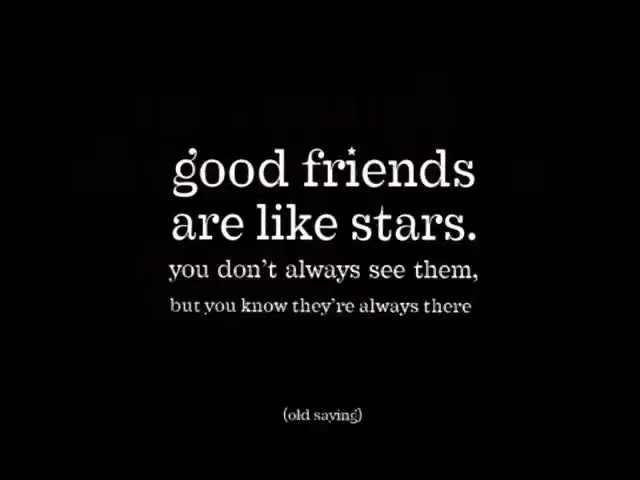 good friends
are like stars.
you don't always see them,
but you know they're always there
(old saying)